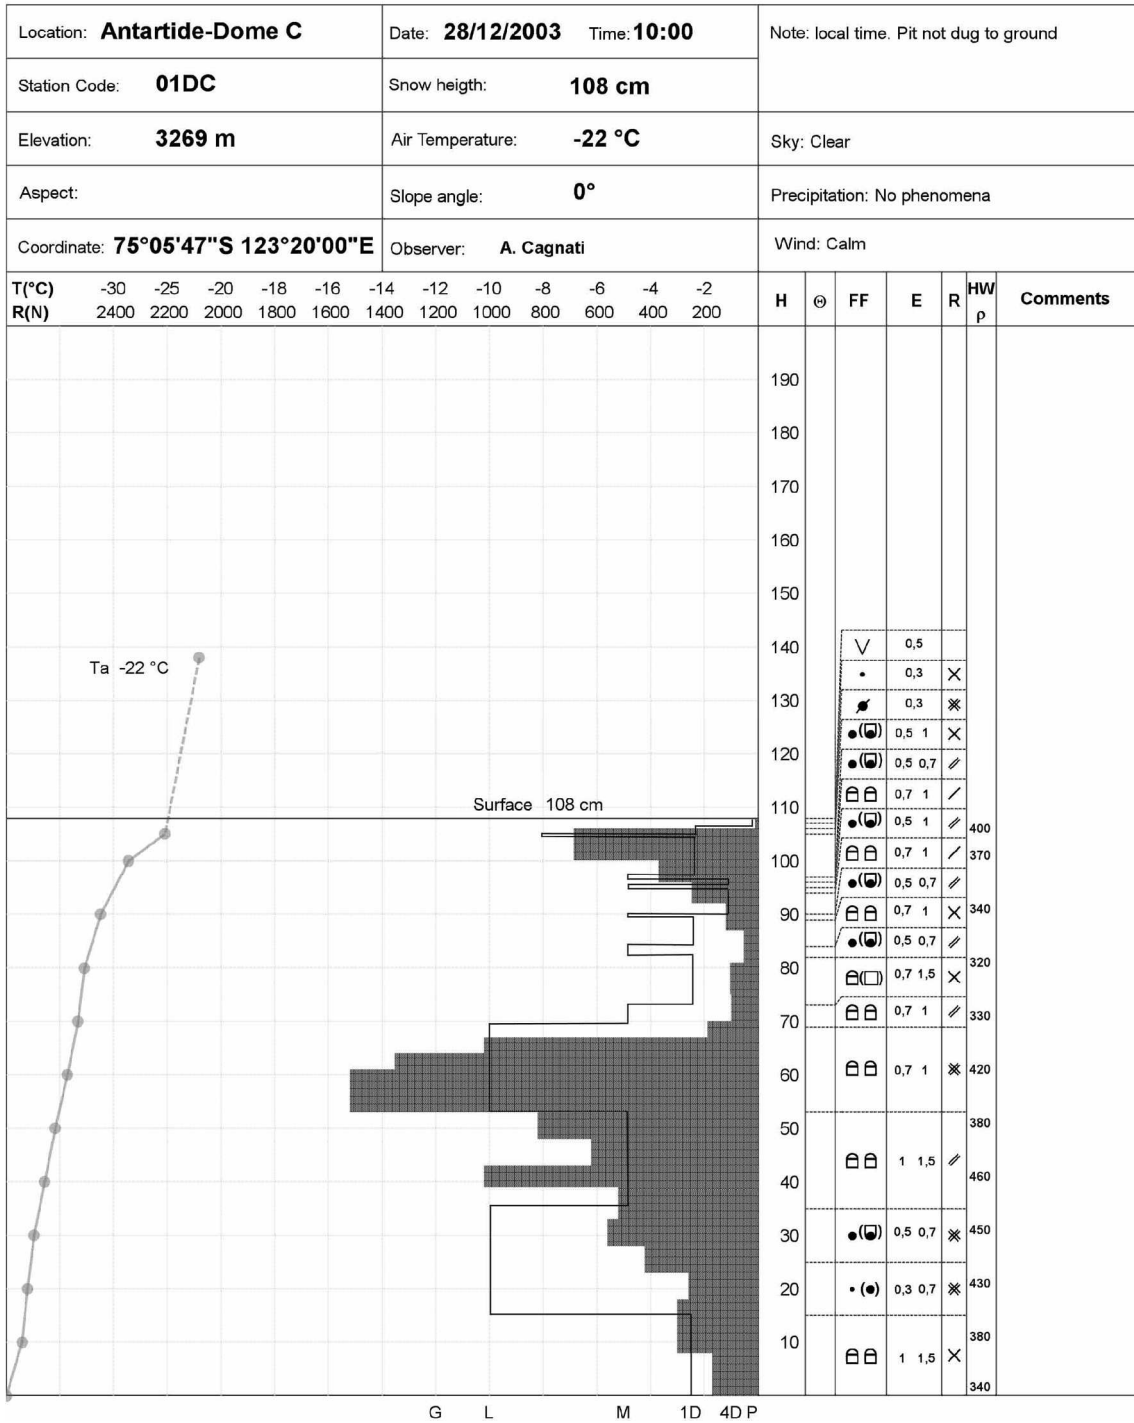 Location: Antartide-Dome C Date: 28/12/2003 Time: 10:00 Note: local time. Pit not dug to ground
Station Code: 01DC Snow heigth: 108 cm
Elevation: 3269 m Air Temperature: -22 °C Sky: Clear
Aspect: Slope angle: 0° Precipitation: No phenomena
Coordinate: 75°05'47"S 123°20'00"E Observer: A. Cagnati Wind: Calm
T(°C) -30 -25 -20 -18 -16 -14 -12 -10 -8 -6 -4 -2 H Θ FF E R HW Comments
R(N) 2400 2200 2000 1800 1600 1400 1200 1000 800 600 400 200 ρ
190
180
170
160
150
140 0,5
Ta -22 °C 0,3
130 0,3
0,5 1
120 0,5 0,7
0,7 1
Surface 108 cm 110
0,5 1 400
100 0,7 1 370
0,5 0,7
90 0,7 1 340
0,5 0,7
80 0,7 1,5 320
70 0,7 1 330
60 0,7 1 420
50 380
40 1 1,5 460
30 0,5 0,7 450
20 0,3 0,7 430
10 1 1,5 380
340
G L M 1D 4D P